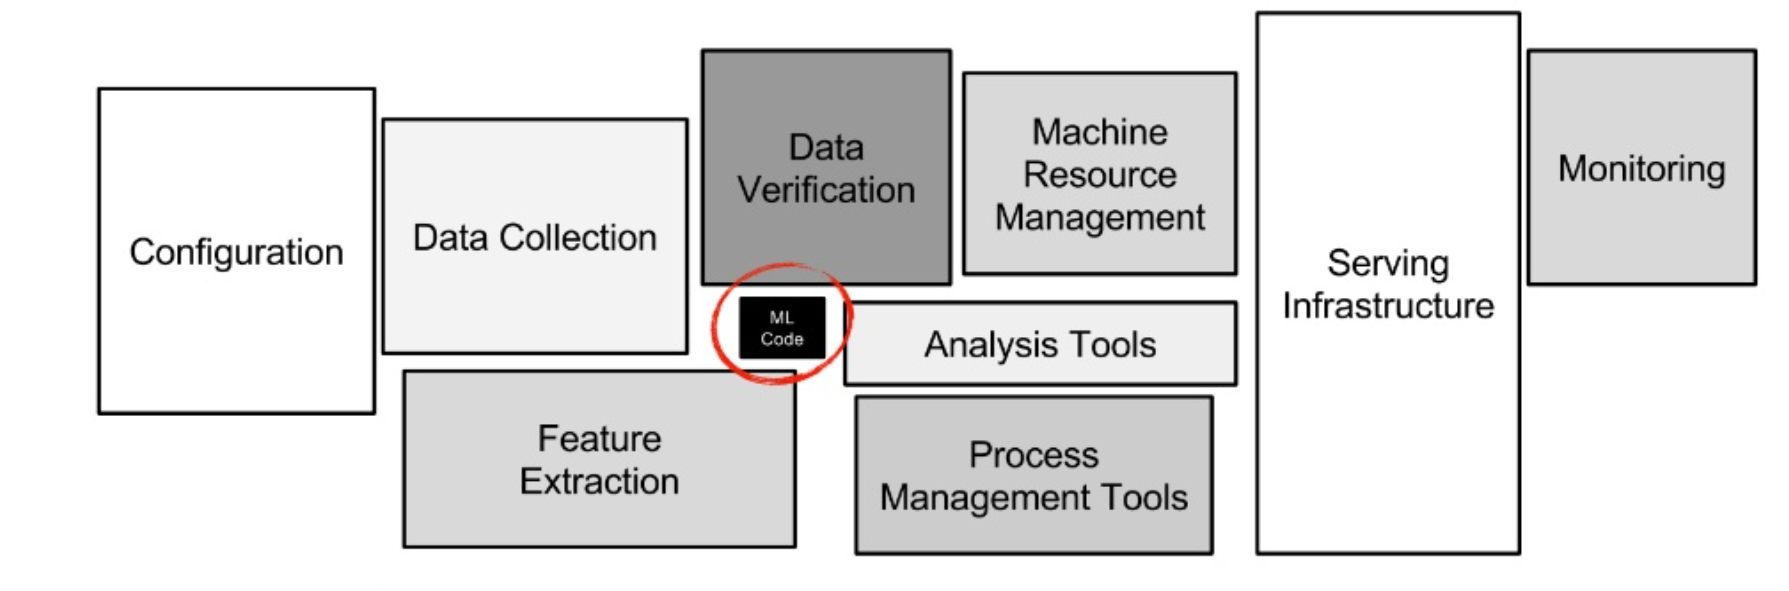 Configuration
Data Collection
Feature
Extraction
Data
Verification
ML
Code
Machine
Resource
Management
Analysis Tools
Process
Management Tools
Serving
Infrastructure
Monitoring